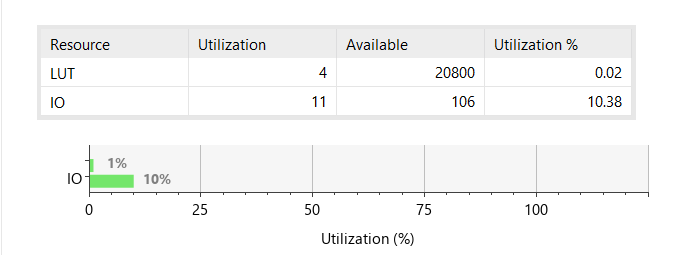 Resource Utilization Available Utilization %
LUT 4 20800 0.02
IO 11 106 10.38
1%
IO 10%
0 25 50 75 100
Utilization (%)